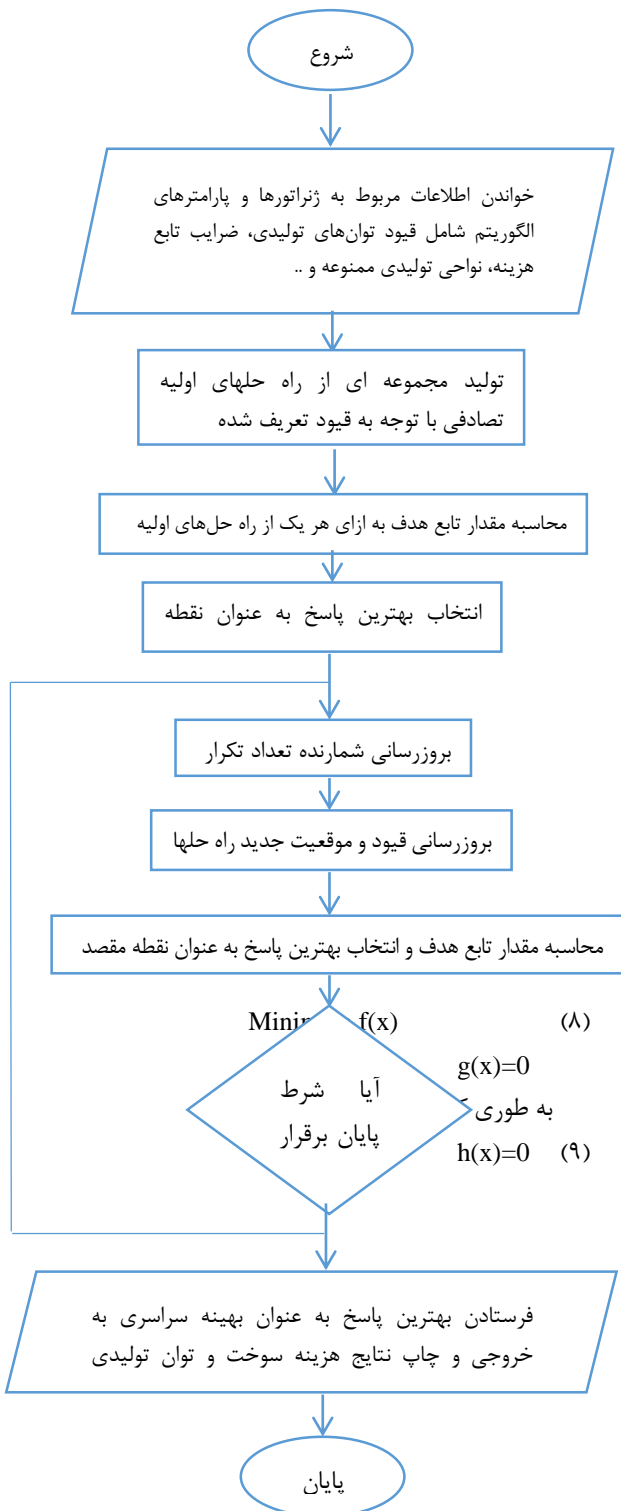 شروع
خواندن اطلاعات مربوط به ژنراتورها و پارامترهای
الگوریتم شامل قیود توان‌های تولیدی، ضرایب تابع
هزینه، نواحی تولیدی ممنوعه و ..
تولید مجموعه ای از راه حلهای اولیه
تصادفی با توجه به قیود تعریف شده
محاسبه مقدار تابع هدف به ازای هر یک از راه حل‌های اولیه
انتخاب بهترین پاسخ به عنوان نقطه
بروزرسانی شمارنده تعداد تکرار
بروزرسانی قیود و موقعیت جدید راه حلها
محاسبه مقدار تابع هدف و انتخاب بهترین پاسخ به عنوان نقطه مقصد
f(x) (۸)
g(x)=0
به طوری
h(x)=0 (۹)
آیا شرط
پایان برقرار
فرستادن بهترین پاسخ به عنوان بهینه سراسری به
خروجی و چاپ نتایج هزینه سوخت و توان تولیدی
پایان